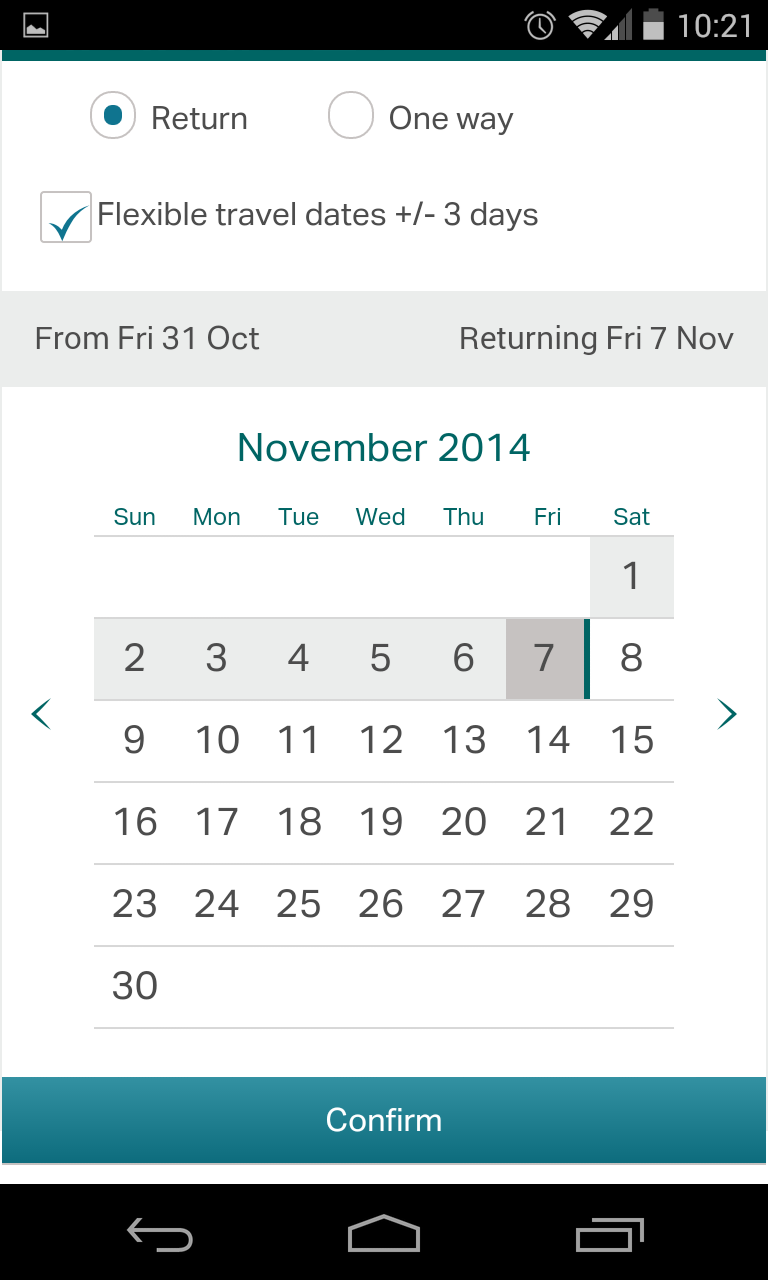 10:21
Return One way
Flexible travel dates +/- 3 days
From Fri 31 Oct Returning Fri 7 Nov
November 2014
Sun Mon Tue Wed Thu Fri Sat
1
2 3 4 5 6 7 8
9 10 11 12 13 14 15
16 17 18 19 20 21 22
23 24 25 26 27 28 29
30
Confirm